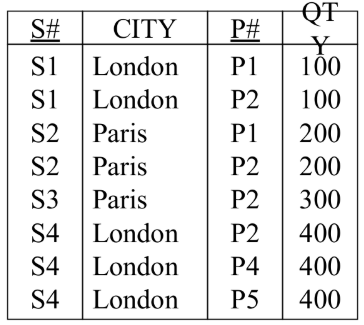 S# CITY P# QTY
S1 London P1 100
S1 London P2 100
S2 Paris P1 200
S2 Paris P2 200
S3 Paris P2 300
S4 London P2 400
S4 London P4 400
S4 London P5 400